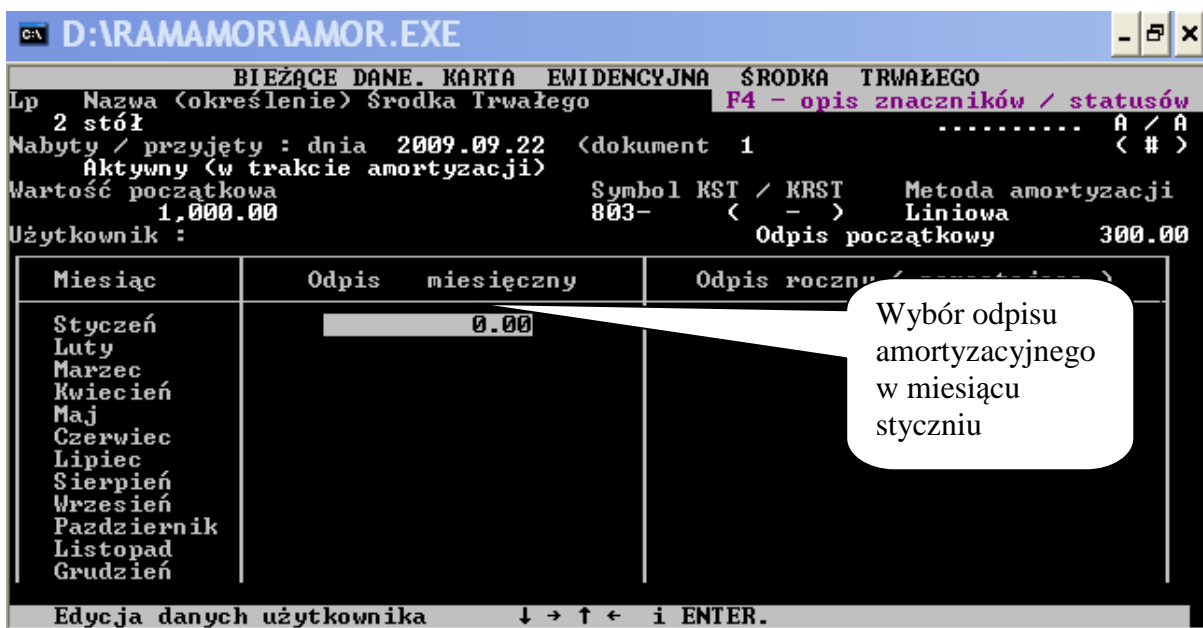 D:\RAMAMOR\AMOR.EXE
BIEŻĄCE DANE. KARTA EWIDENCYJNA ŚRODKA TRWAŁEGO
Lp Nazwa (określenie) Środka Trwałego F4 - opis znaczników / statusów
2 stół .......... A / A
Nabyty / przyjęty : dnia 2009.09.22 (dokument 1 ( # )
Aktywny (w trakcie amortyzacji)
Wartość początkowa Symbol KST / KRST Metoda amortyzacji
1,000.00 803- ( - ) Liniowa
Użytkownik : Odpis początkowy 300.00
Miesiąc Odpis miesięczny Odpis roczny (
Styczeń 0.00
Luty
Marzec
Kwiecień
Maj
Czerwiec
Lipiec
Sierpień
Wrzesień
Pazdziernik
Listopad
Grudzień
Wybór odpisu
amortyzacyjnego
w miesiącu
styczniu
Edycja danych użytkownika ↓ → ↑ ← i ENTER.